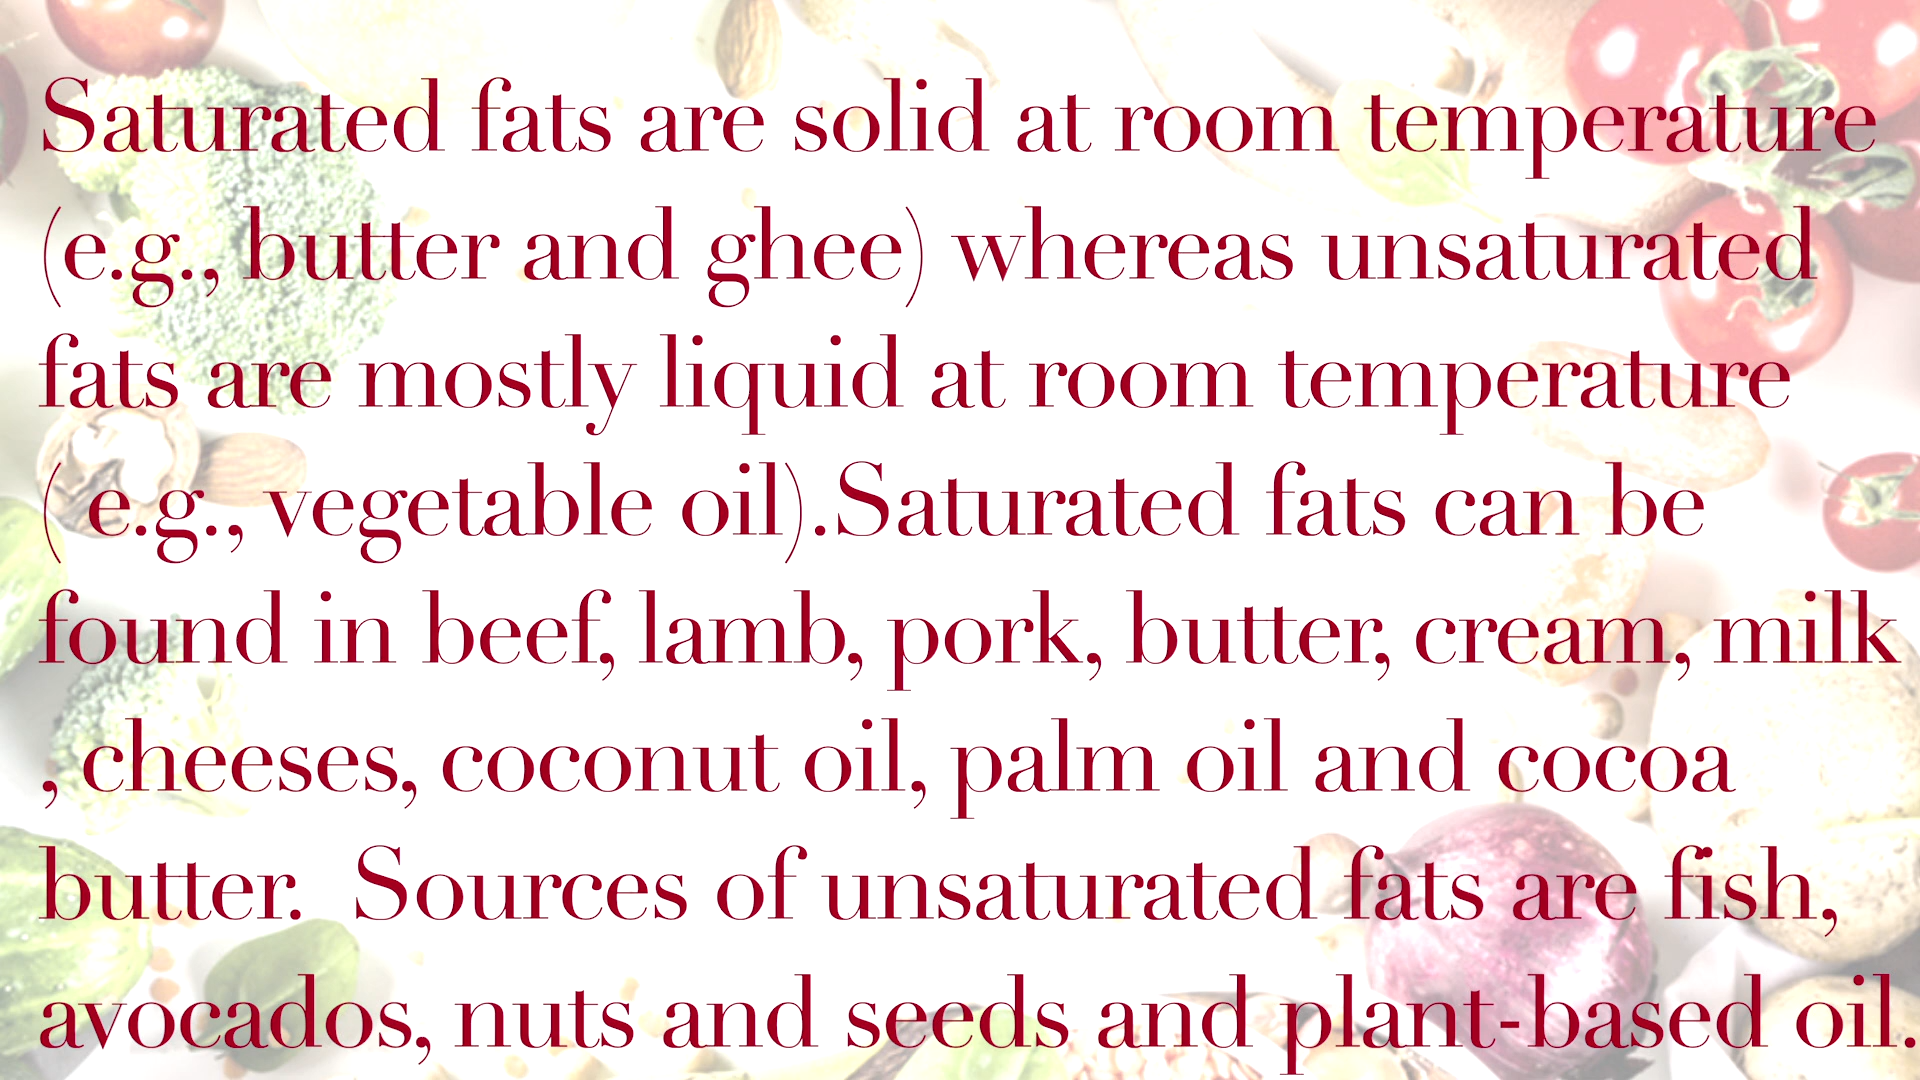 Saturated fats are solid at room temperature
(e.g., butter and ghee) whereas unsaturated
fats are mostly liquid at room temperature
( e.g., vegetable oil).Saturated fats can be
found in beef, lamb, pork, butter, cream, milk
, cheeses, coconut oil, palm oil and cocoa
butter.  Sources of unsaturated fats are fish,
avocados, nuts and seeds and plant-based oil.